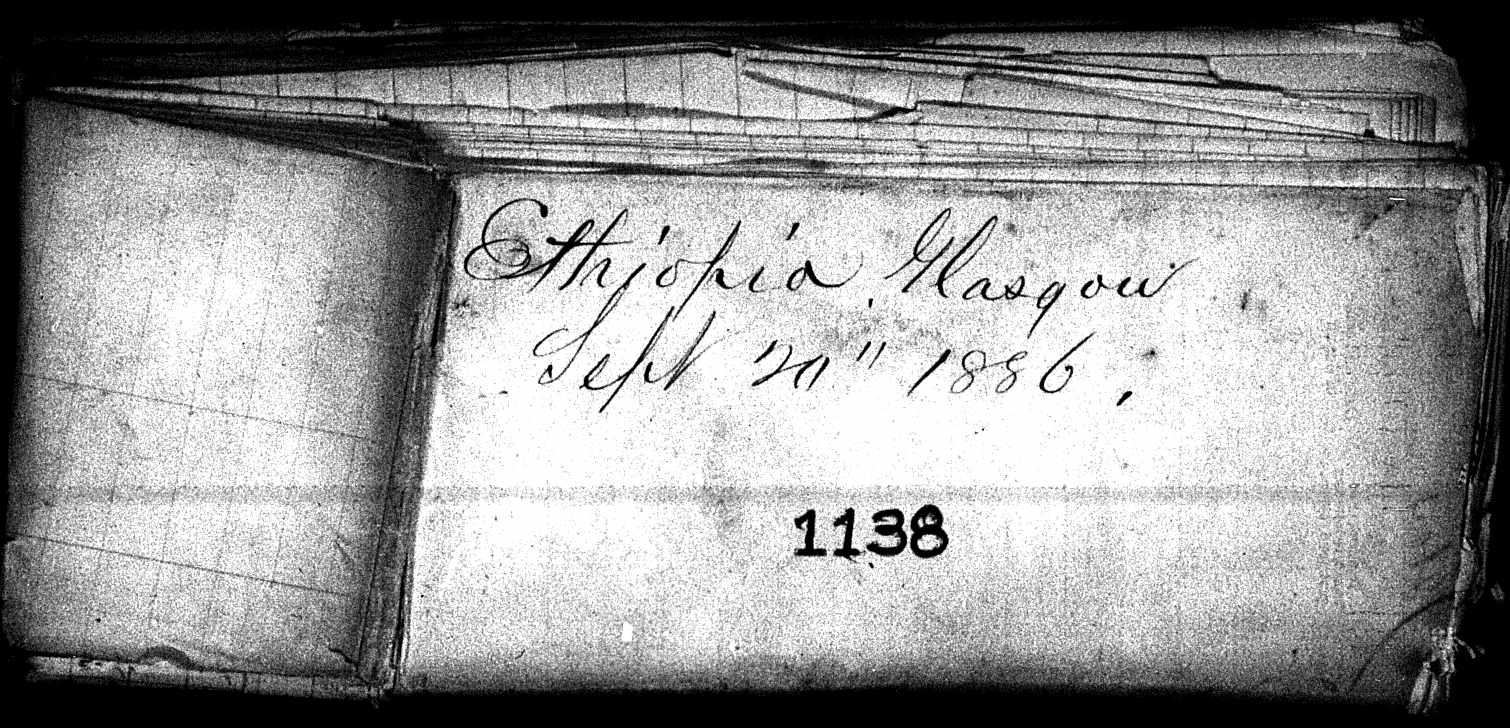 Ethiopia, Glasgow
Sept 20" 1886,
1138